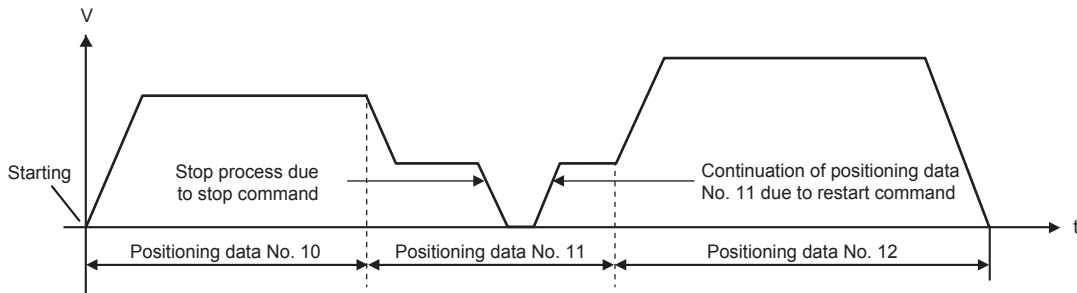 V
Starting
Stop process due
to stop command
Continuation of positioning data
No. 11 due to restart command
t
Positioning data No. 10
Positioning data No. 11
Positioning data No. 12